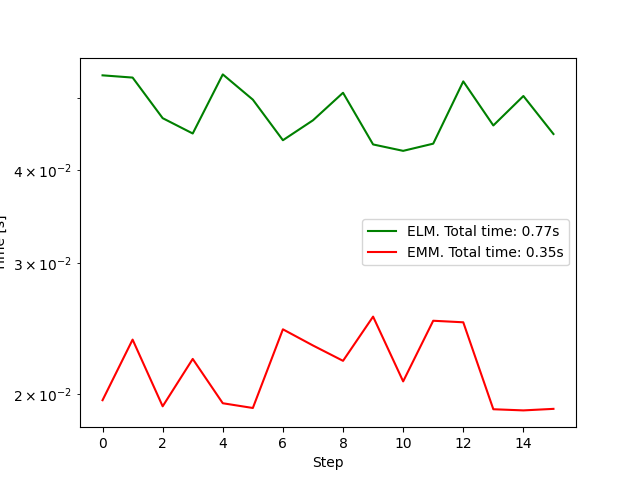 4 × 10⁻²
3 × 10⁻²
2 × 10⁻²
Time [s]
ELM. Total time: 0.77s
EMM. Total time: 0.35s
0 2 4 6 8 10 12 14
Step